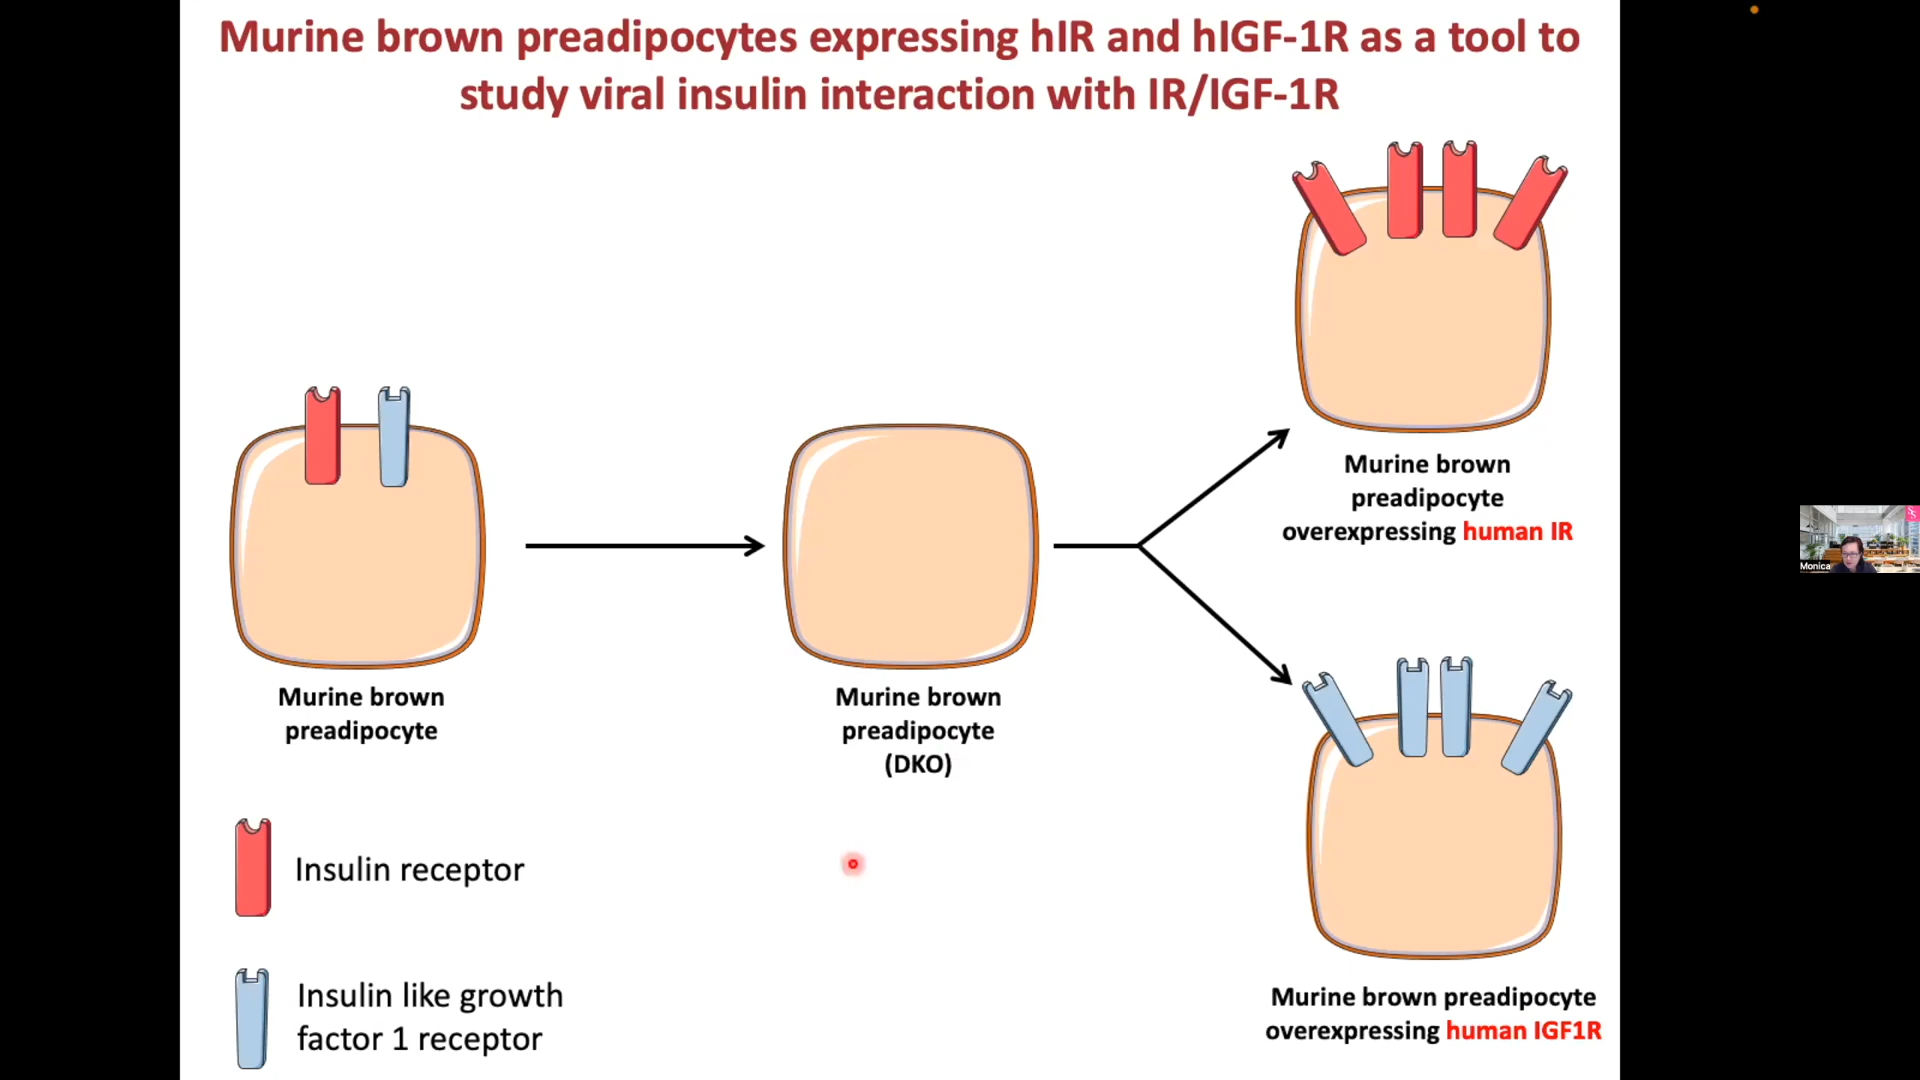 Murine brown preadipocytes expressing hIR and hIGF-1R as a tool to
study viral insulin interaction with IR/IGF-1R
Murine brown
preadipocyte
overexpressing human IR
Murine brown
preadipocyte
Murine brown
preadipocyte
(DKO)
Insulin receptor
Insulin like growth
factor 1 receptor
Murine brown preadipocyte
overexpressing human IGF1R
Monica